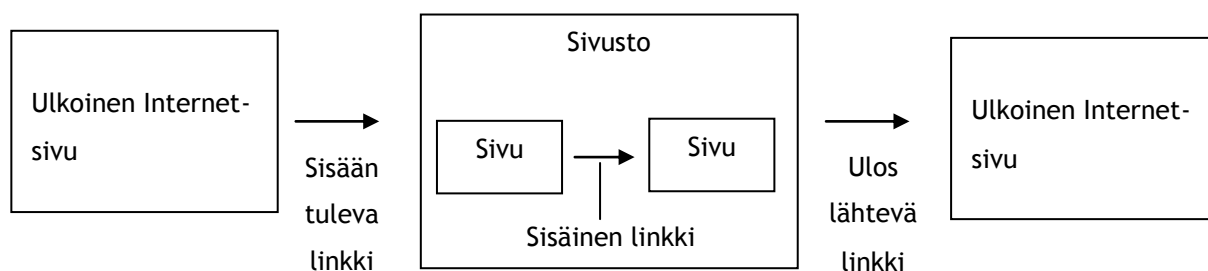 Ulkoinen Internet-
sivu
Sisään
tuleva
linkki
Sivusto
Sivu
Sivu
Sisäinen linkki
Ulos
lähtevä
linkki
Ulkoinen Internet-
sivu